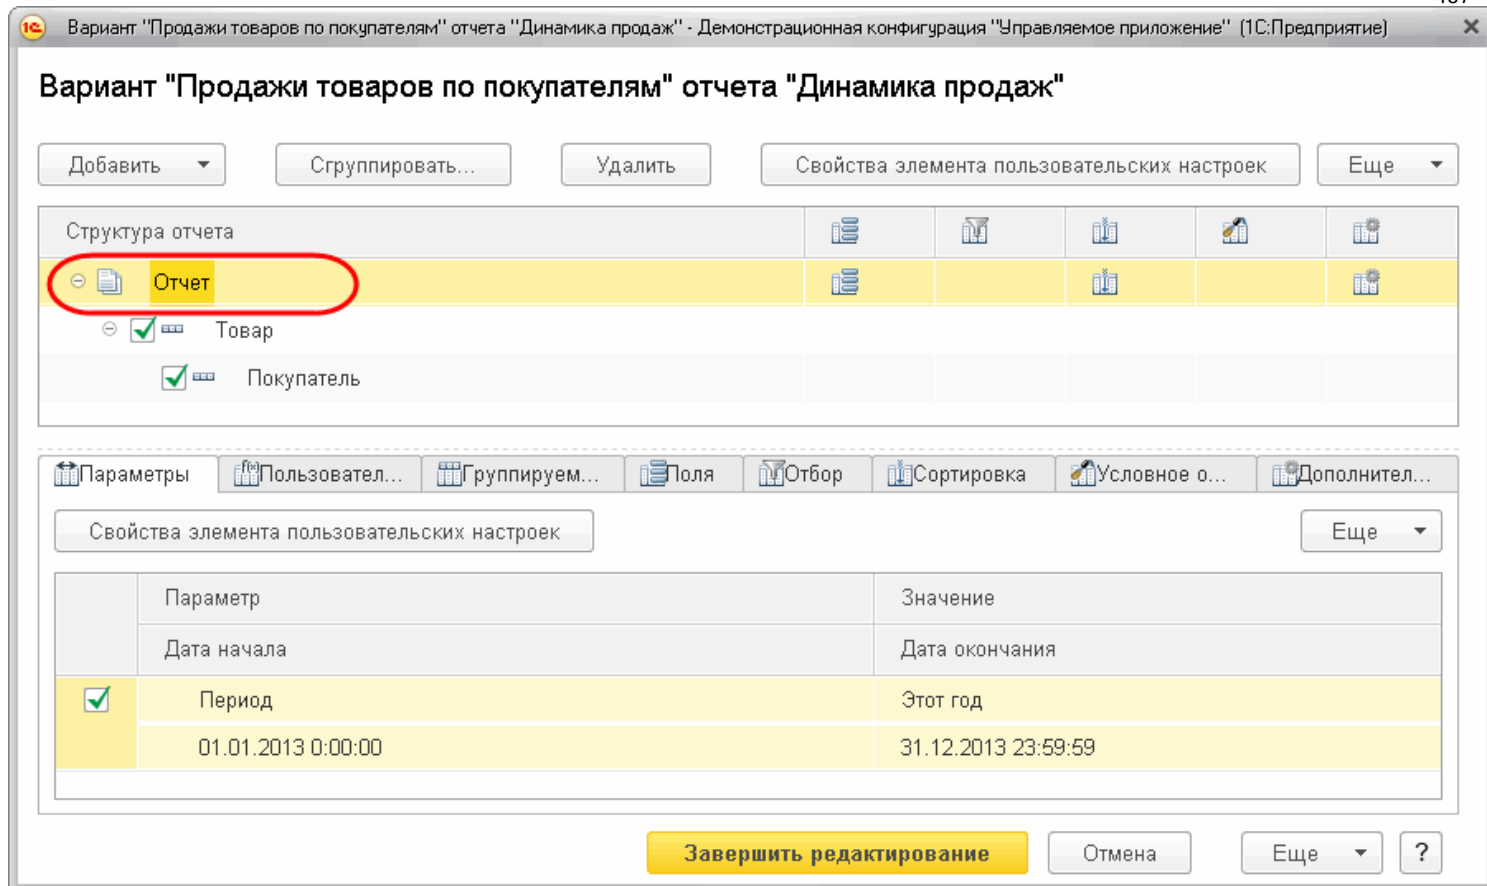 Вариант "Продажи товаров по покупателям" отчета "Динамика продаж" - Демонстрационная конфигурация "Управляемое приложение" (1С:Предприятие)
Вариант "Продажи товаров по покупателям" отчета "Динамика продаж"
Добавить Сгруппировать... Удалить Свойства элемента пользовательских настроек Еще
Структура отчета
Отчет
Товар
Покупатель
Параметры Пользовател... Группируем... Поля Отбор Сортировка Условное о... Дополнител...
Свойства элемента пользовательских настроек Еще
Параметр Значение
Дата начала Дата окончания
Период Этот год
01.01.2013 0:00:00 31.12.2013 23:59:59
Завершить редактирование Отмена Еще ?